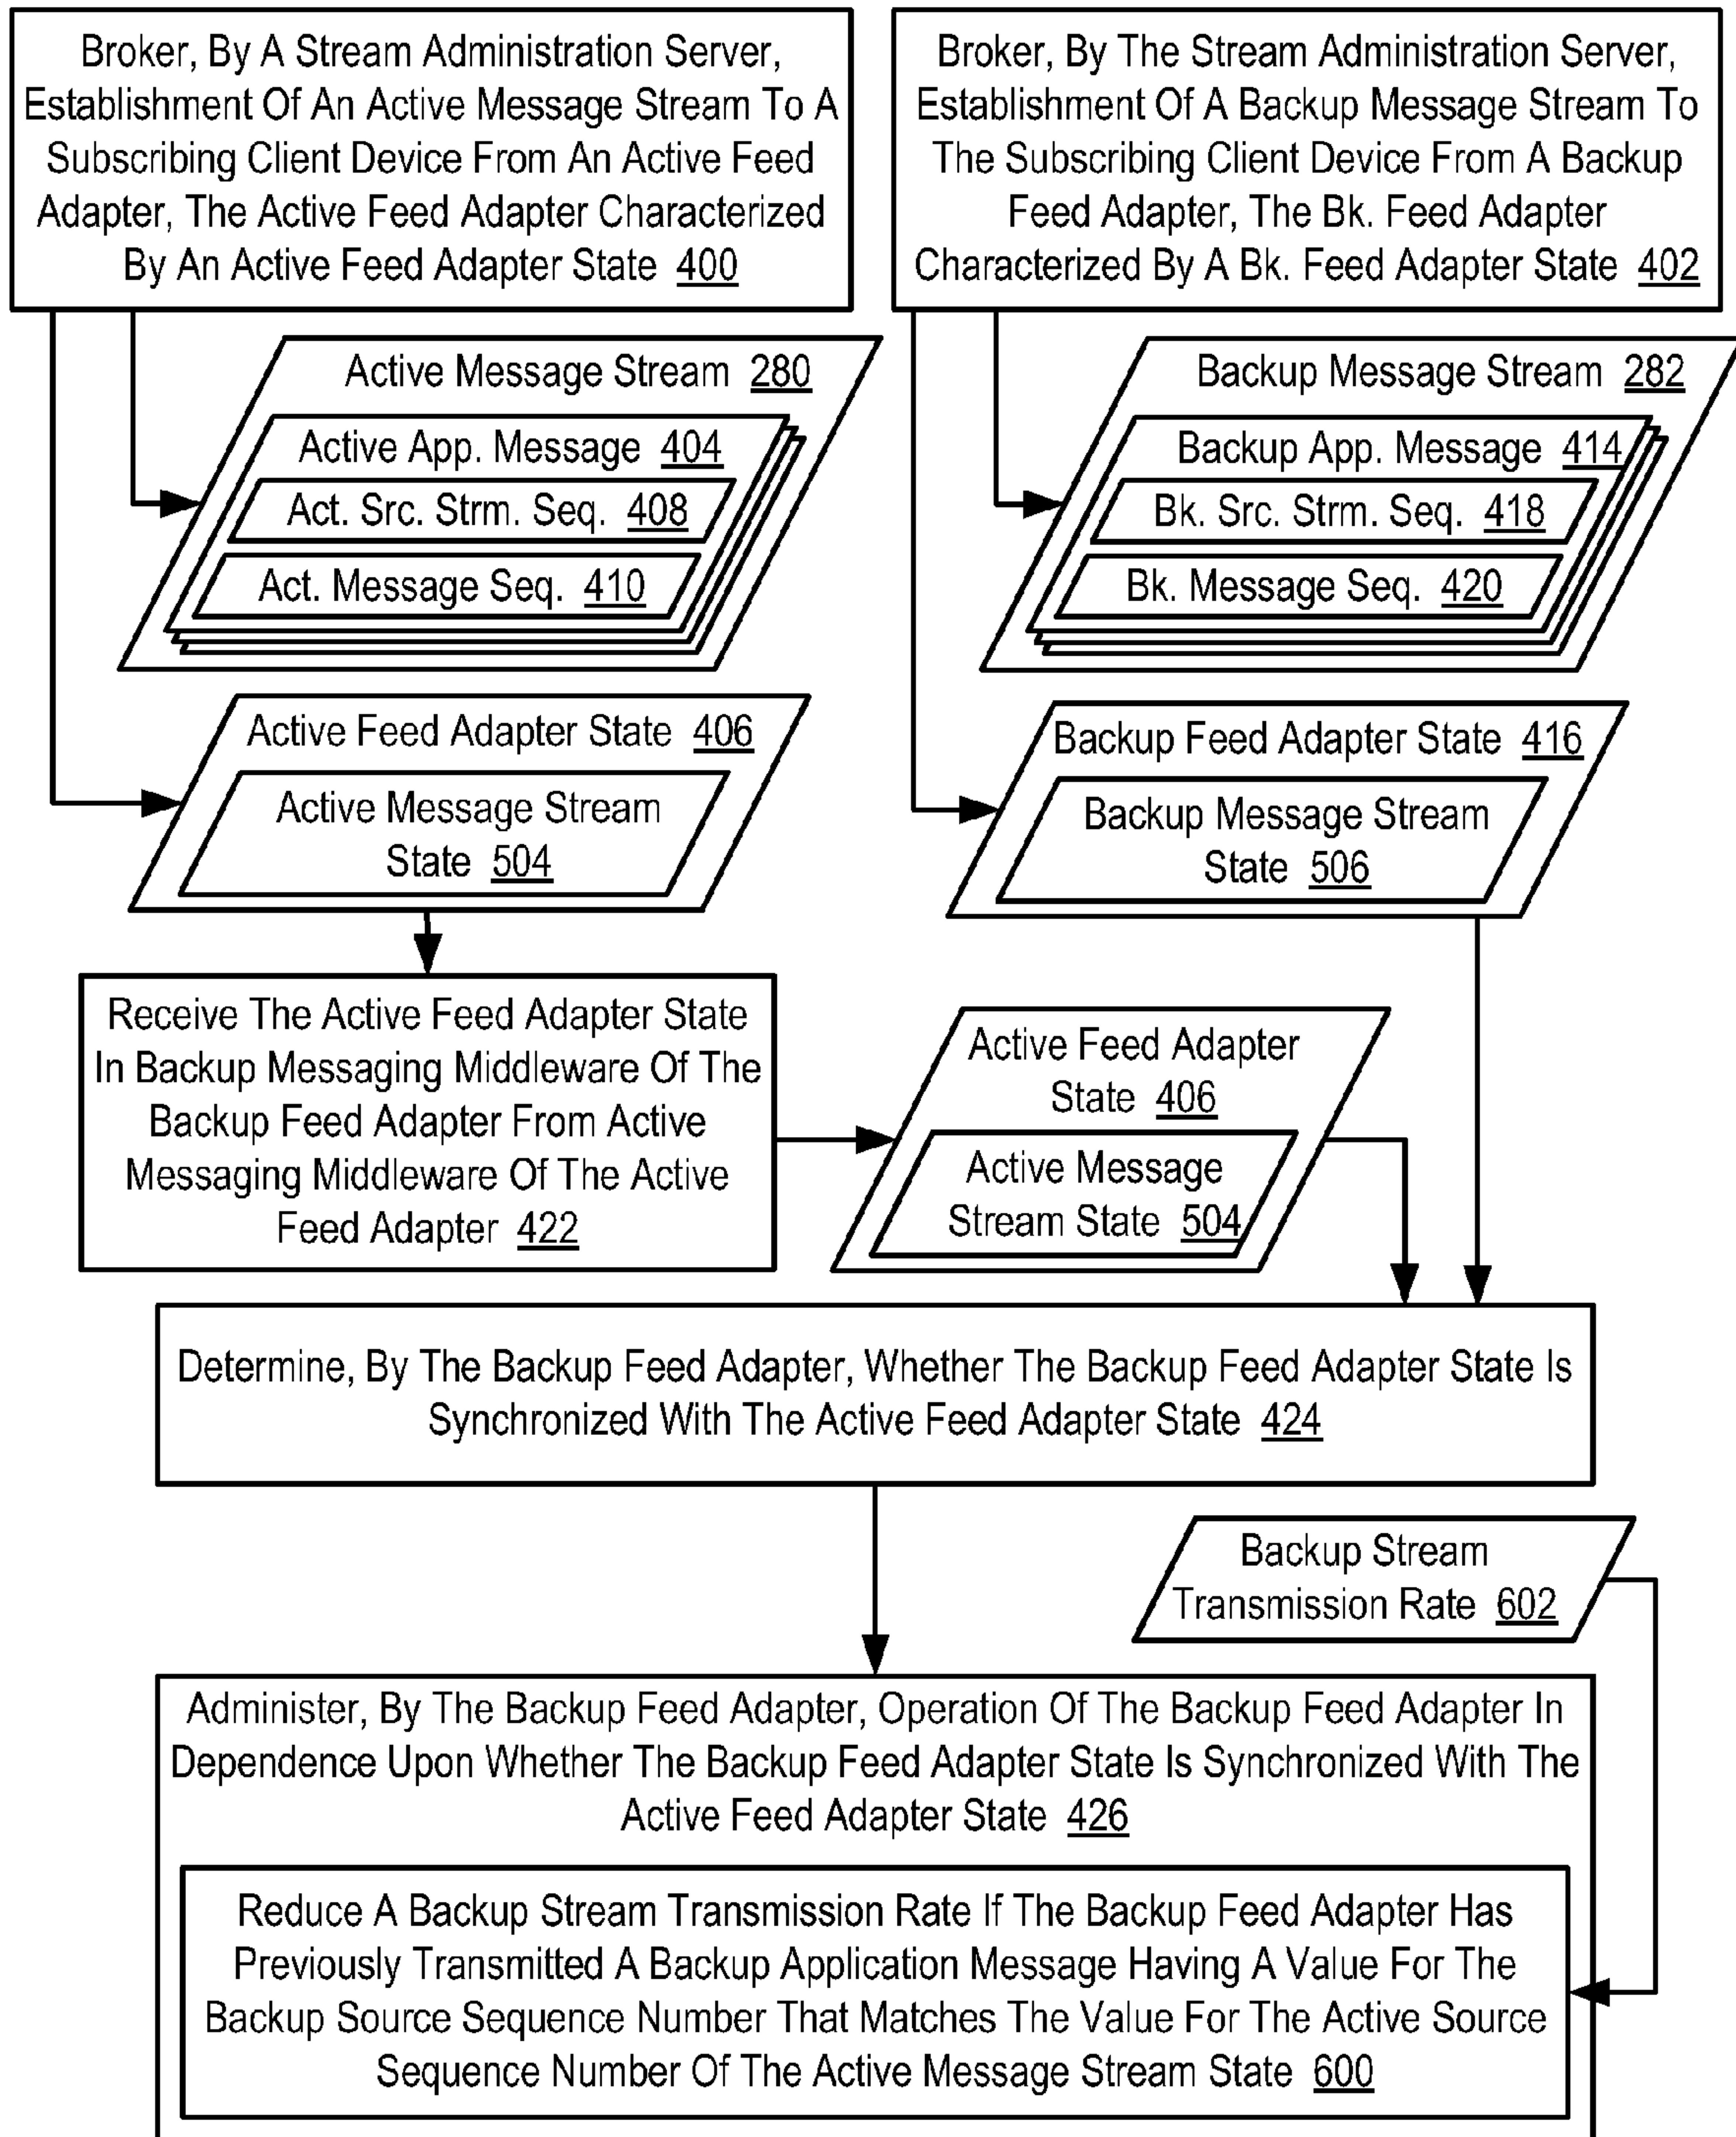 Broker, By A Stream Administration Server,
Establishment Of An Active Message Stream To A
Subscribing Client Device From An Active Feed
Adapter, The Active Feed Adapter Characterized
By An Active Feed Adapter State 400
Broker, By The Stream Administration Server,
Establishment Of A Backup Message Stream To
The Subscribing Client Device From A Backup
Feed Adapter, The Bk. Feed Adapter
Characterized By A Bk. Feed Adapter State 402
Active Message Stream 280
Active App. Message 404
Act. Src. Strm. Seq. 408
Act. Message Seq. 410
Backup Message Stream 282
Backup App. Message 414
Bk. Src. Strm. Seq. 418
Bk. Message Seq. 420
Active Feed Adapter State 406
Active Message Stream
State 504
Backup Feed Adapter State 416
Backup Message Stream
State 506
Receive The Active Feed Adapter State
In Backup Messaging Middleware Of The
Backup Feed Adapter From Active
Messaging Middleware Of The Active
Feed Adapter 422
Active Feed Adapter
State 406
Active Message
Stream State 504
Determine, By The Backup Feed Adapter, Whether The Backup Feed Adapter State Is
Synchronized With The Active Feed Adapter State 424
Backup Stream
Transmission Rate 602
Administer, By The Backup Feed Adapter, Operation Of The Backup Feed Adapter In
Dependence Upon Whether The Backup Feed Adapter State Is Synchronized With The
Active Feed Adapter State 426
Reduce A Backup Stream Transmission Rate If The Backup Feed Adapter Has
Previously Transmitted A Backup Application Message Having A Value For The
Backup Source Sequence Number That Matches The Value For The Active Source
Sequence Number Of The Active Message Stream State 600